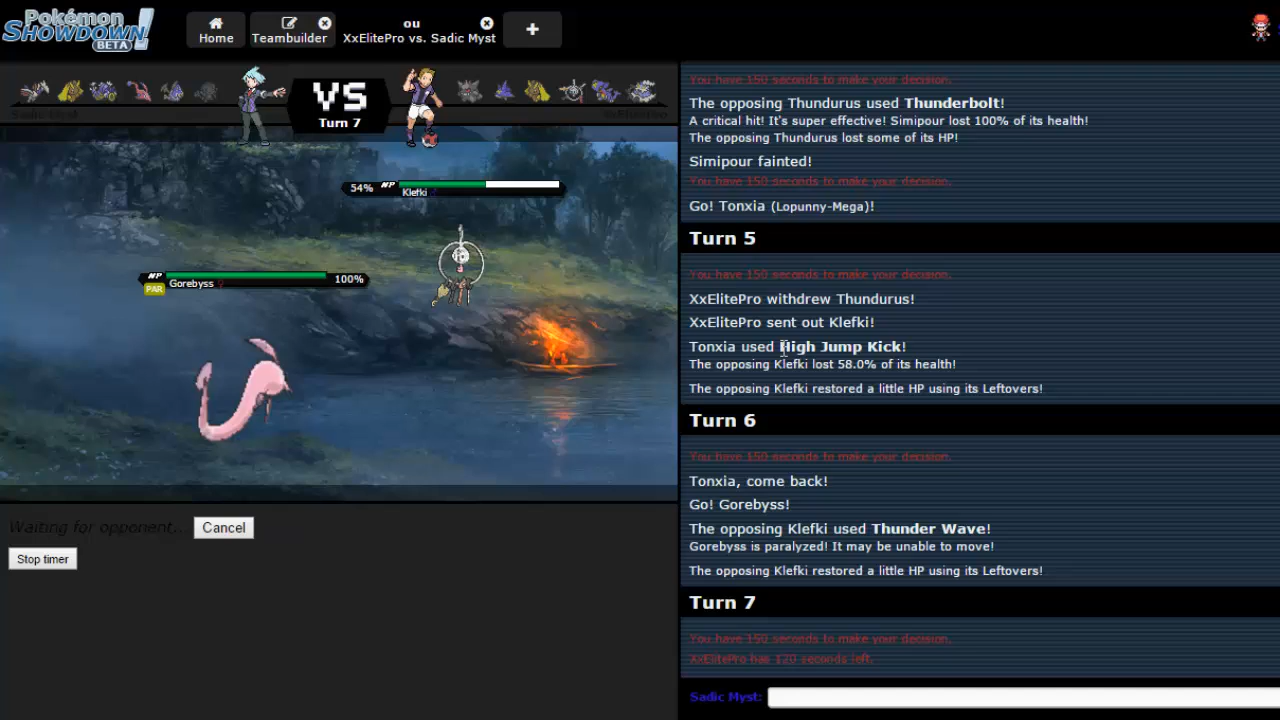 Pokémon
SHOWDOWN!
BETA
Home
Teambuilder
ou
XxElitePro vs. Sadic Myst
+
VS
Turn 7
54% NP
Klefki
NP
100%
PAR
Gorebyss
Waiting for opponent...
Cancel
Stop timer
You have 150 seconds to make your decision.
The opposing Thundurus used Thunderbolt!
A critical hit! It's super effective! Simipour lost 100% of its health!
The opposing Thundurus lost some of its HP!
Simipour fainted!
You have 150 seconds to make your decision.
Go! Tonxia (Lopunny-Mega)!
Turn 5
You have 150 seconds to make your decision.
XxElitePro withdrew Thundurus!
XxElitePro sent out Klefki!
Tonxia used High Jump Kick!
The opposing Klefki lost 58.0% of its health!
The opposing Klefki restored a little HP using its Leftovers!
Turn 6
You have 150 seconds to make your decision.
Tonxia, come back!
Go! Gorebyss!
The opposing Klefki used Thunder Wave!
Gorebyss is paralyzed! It may be unable to move!
The opposing Klefki restored a little HP using its Leftovers!
Turn 7
You have 150 seconds to make your decision.
XxElitePro has 120 seconds left.
Sadic Myst: